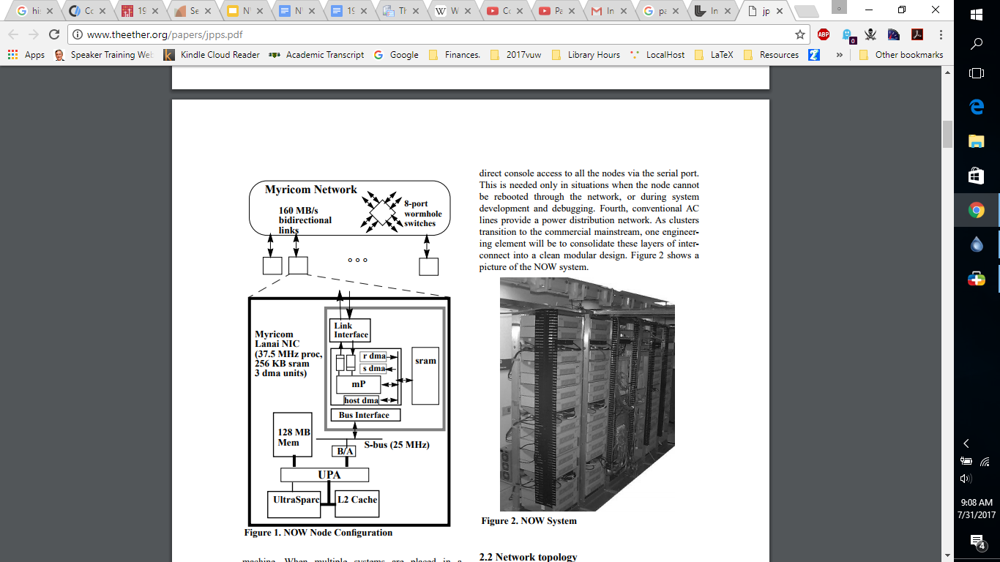 hi
Co
19
Se
N
N
19
Th
W
Co
Pa
In
pa
In
jp
www.theether.org/papers/jpps.pdf
ABP
0
Apps
Speaker Training Web
Kindle Cloud Reader
Academic Transcript
Google
Finances.
2017vuw
Library Hours
LocalHost
LaTeX
Resources
»
Other bookmarks
Myricom Network
160 MB/s
bidirectional
links
8-port
wormhole
switches
Myricom
Lanai NIC
(37.5 MHz proc,
256 KB sram
3 dma units)
Link
Interface
r dma
s dma
sram
mP
host dma
Bus Interface
128 MB
Mem
S-bus (25 MHz)
B/A
UPA
UltraSparc
L2 Cache
Figure 1. NOW Node Configuration
machine. When multiple systems are placed in a
direct console access to all the nodes via the serial port.
This is needed only in situations when the node cannot
be rebooted through the network, or during system
development and debugging. Fourth, conventional AC
lines provide a power distribution network. As clusters
transition to the commercial mainstream, one engineer-
ing element will be to consolidate these layers of inter-
connect into a clean modular design. Figure 2 shows a
picture of the NOW system.
Figure 2. NOW System
2.2 Network topology
9:08 AM
7/31/2017
4